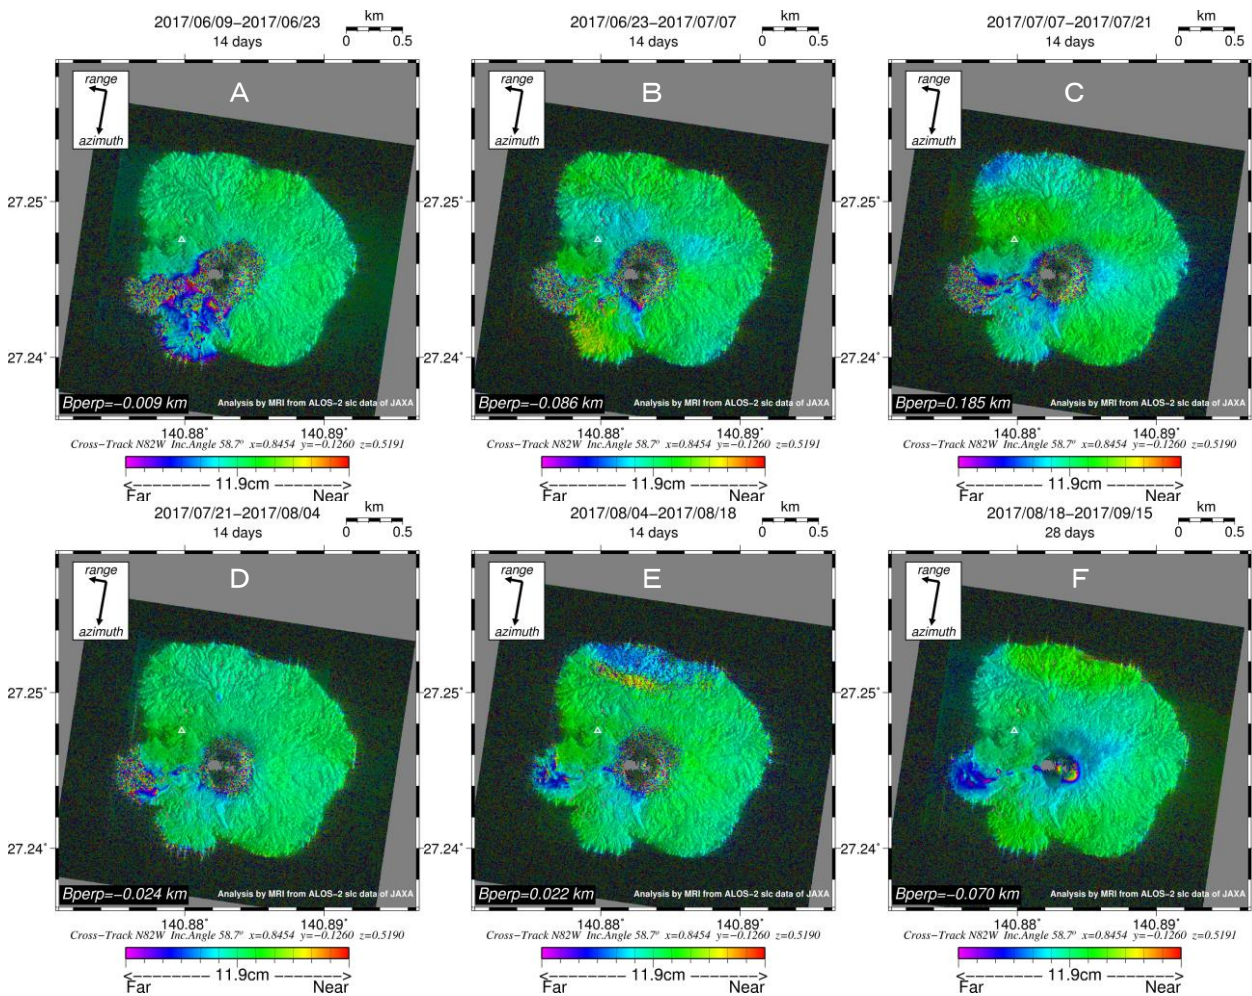 2017/06/09−2017/06/23
14 days
km
0 0.5
A
range
azimuth
27.25°
27.24°
Bperp=−0.009 km
Analysis by MRI from ALOS−2 slc data of JAXA
140.88° 140.89°
Cross−Track N82W Inc.Angle 58.7° x=0.8454 y=−0.1260 z=0.5191
<−−−−−−− 11.9cm −−−−−−−>
Far Near
2017/06/23−2017/07/07
14 days
km
0 0.5
B
range
azimuth
27.25°
27.24°
Bperp=−0.086 km
Analysis by MRI from ALOS−2 slc data of JAXA
140.88° 140.89°
Cross−Track N82W Inc.Angle 58.7° x=0.8454 y=−0.1260 z=0.5191
<−−−−−−− 11.9cm −−−−−−−>
Far Near
2017/07/07−2017/07/21
14 days
km
0 0.5
C
range
azimuth
27.25°
27.24°
Bperp=0.185 km
Analysis by MRI from ALOS−2 slc data of JAXA
140.88° 140.89°
Cross−Track N82W Inc.Angle 58.7° x=0.8454 y=−0.1260 z=0.5190
<−−−−−−− 11.9cm −−−−−−−>
Far Near
2017/07/21−2017/08/04
14 days
km
0 0.5
D
range
azimuth
27.25°
27.24°
Bperp=−0.024 km
Analysis by MRI from ALOS−2 slc data of JAXA
140.88° 140.89°
Cross−Track N82W Inc.Angle 58.7° x=0.8454 y=−0.1260 z=0.5190
<−−−−−−− 11.9cm −−−−−−−>
Far Near
2017/08/04−2017/08/18
14 days
km
0 0.5
E
range
azimuth
27.25°
27.24°
Bperp=0.022 km
Analysis by MRI from ALOS−2 slc data of JAXA
140.88° 140.89°
Cross−Track N82W Inc.Angle 58.7° x=0.8454 y=−0.1260 z=0.5190
<−−−−−−− 11.9cm −−−−−−−>
Far Near
2017/08/18−2017/09/15
28 days
km
0 0.5
F
range
azimuth
27.25°
27.24°
Bperp=−0.070 km
Analysis by MRI from ALOS−2 slc data of JAXA
140.88° 140.89°
Cross−Track N82W Inc.Angle 58.7° x=0.8454 y=−0.1260 z=0.5191
<−−−−−−− 11.9cm −−−−−−−>
Far Near